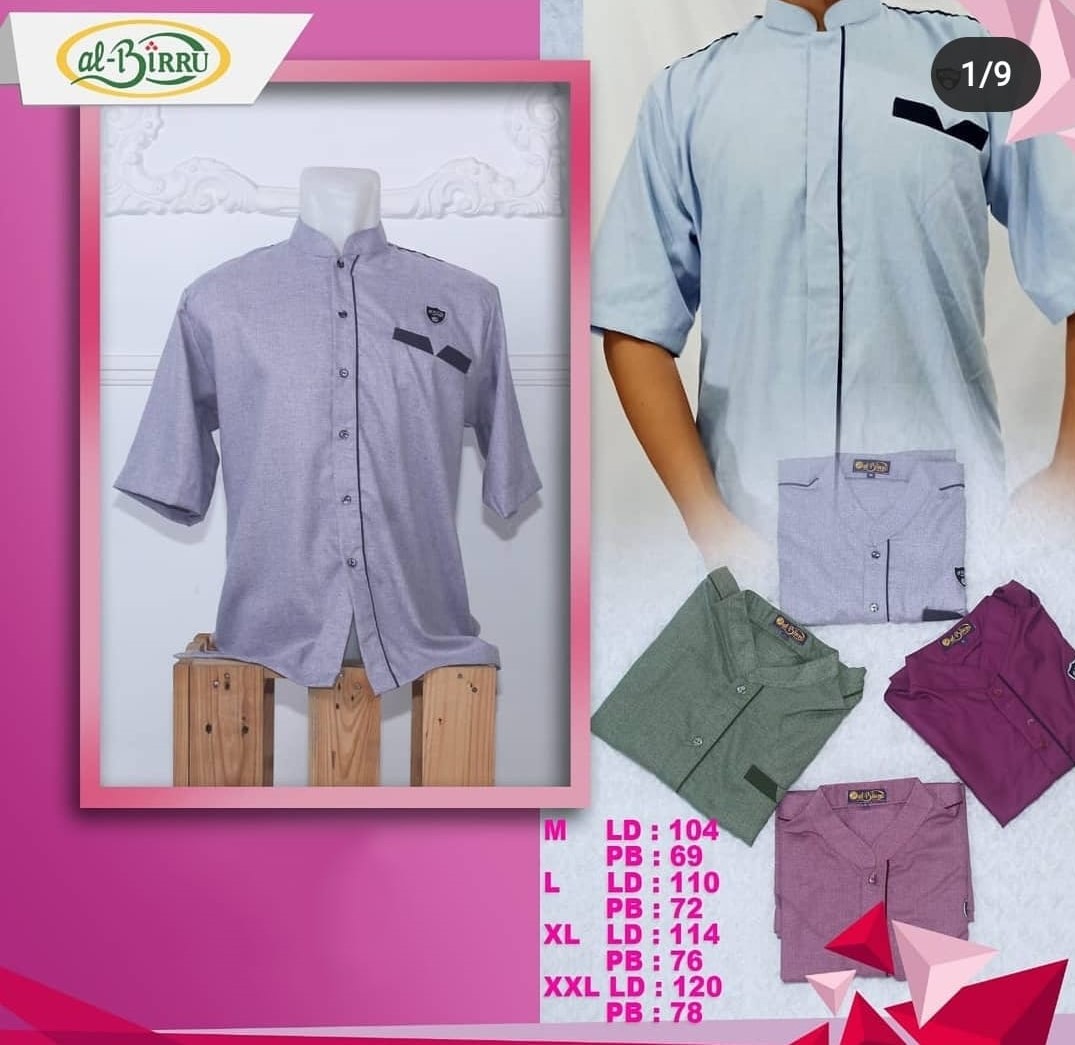 al-BiRRU
1/9
M LD : 104
PB : 69
L LD : 110
PB : 72
XL LD : 114
PB : 76
XXL LD : 120
PB : 78